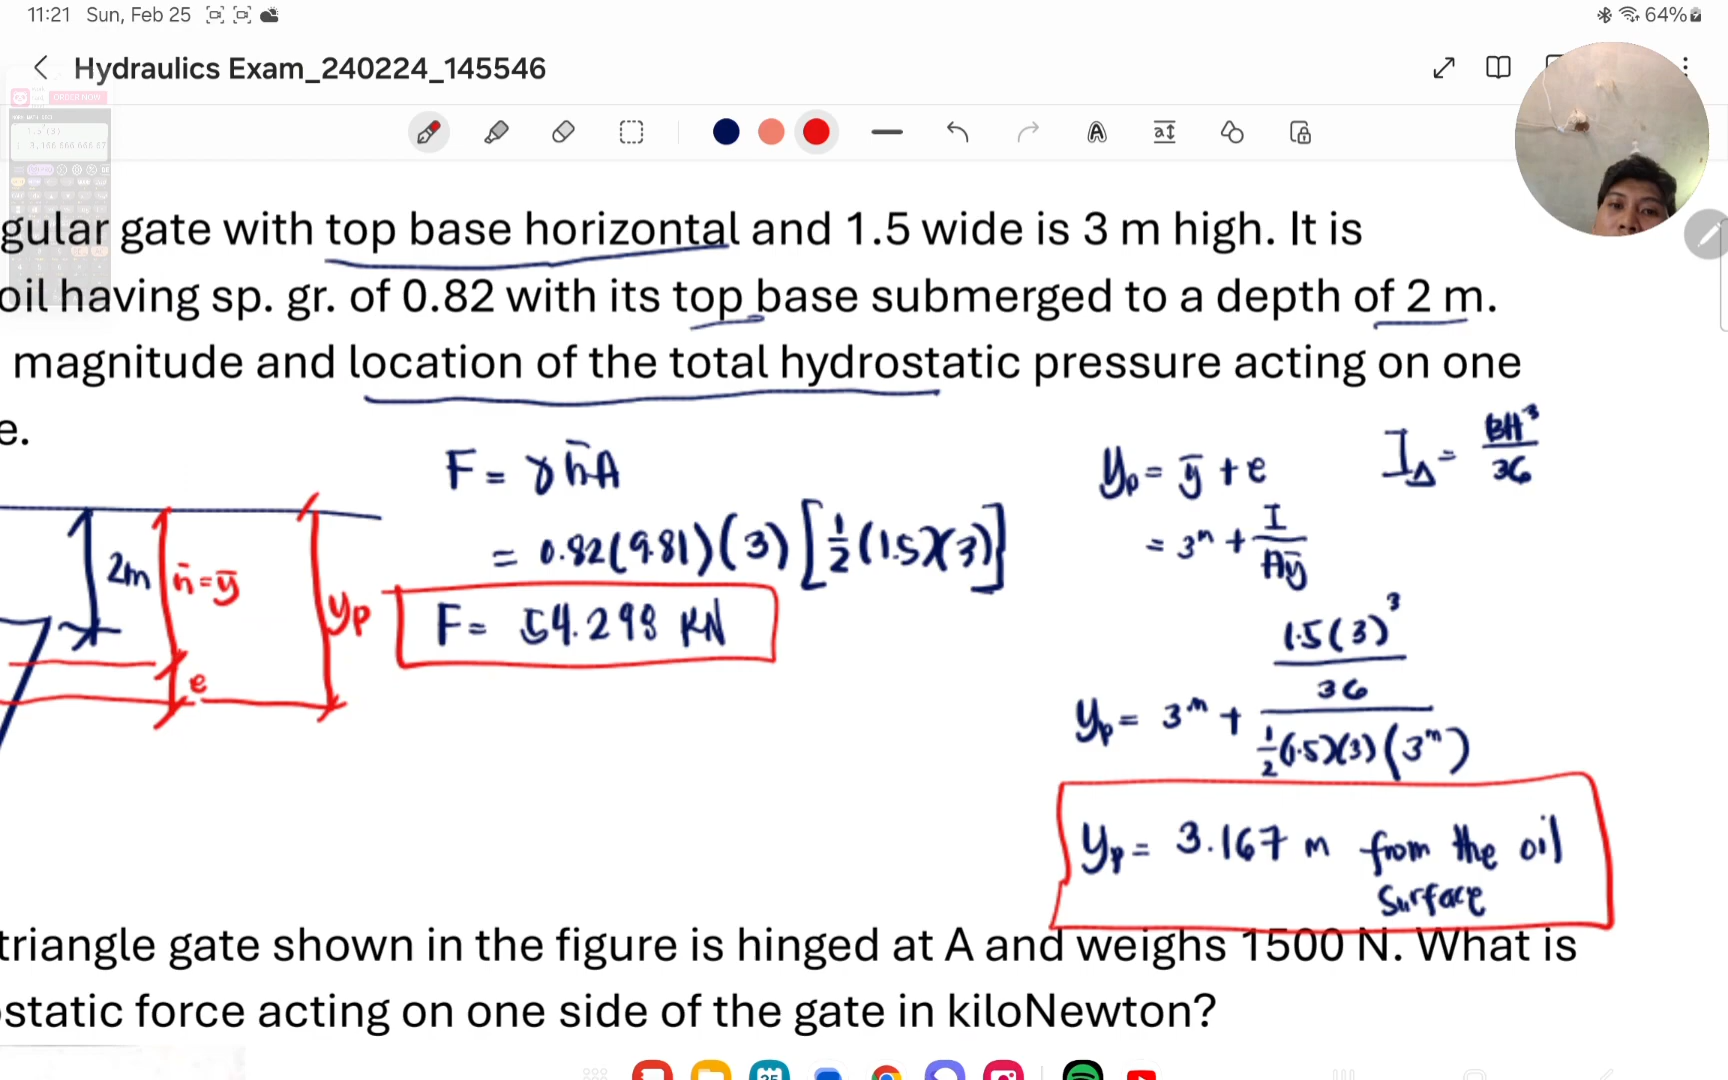 11:21 Sun, Feb 25
64%
Hydraulics Exam_240224_145546
ORDER NOW
gular gate with top base horizontal and 1.5 wide is 3 m high. It is
oil having sp. gr. of 0.82 with its top base submerged to a depth of 2 m.
magnitude and location of the total hydrostatic pressure acting on one
e.
F = γh̄A
= 0.82(9.81)(3)[½(1.5)(3)]
F = 54.298 KN
2m
h̄=ȳ
yp
e
yp = ȳ + e
= 3m + I/Aȳ
I△ = BH³/36
yp = 3m + 1.5(3)³/36 / ½(1.5)(3)(3m)
yp = 3.167 m from the oil
surface
triangle gate shown in the figure is hinged at A and weighs 1500 N. What is
static force acting on one side of the gate in kiloNewton?